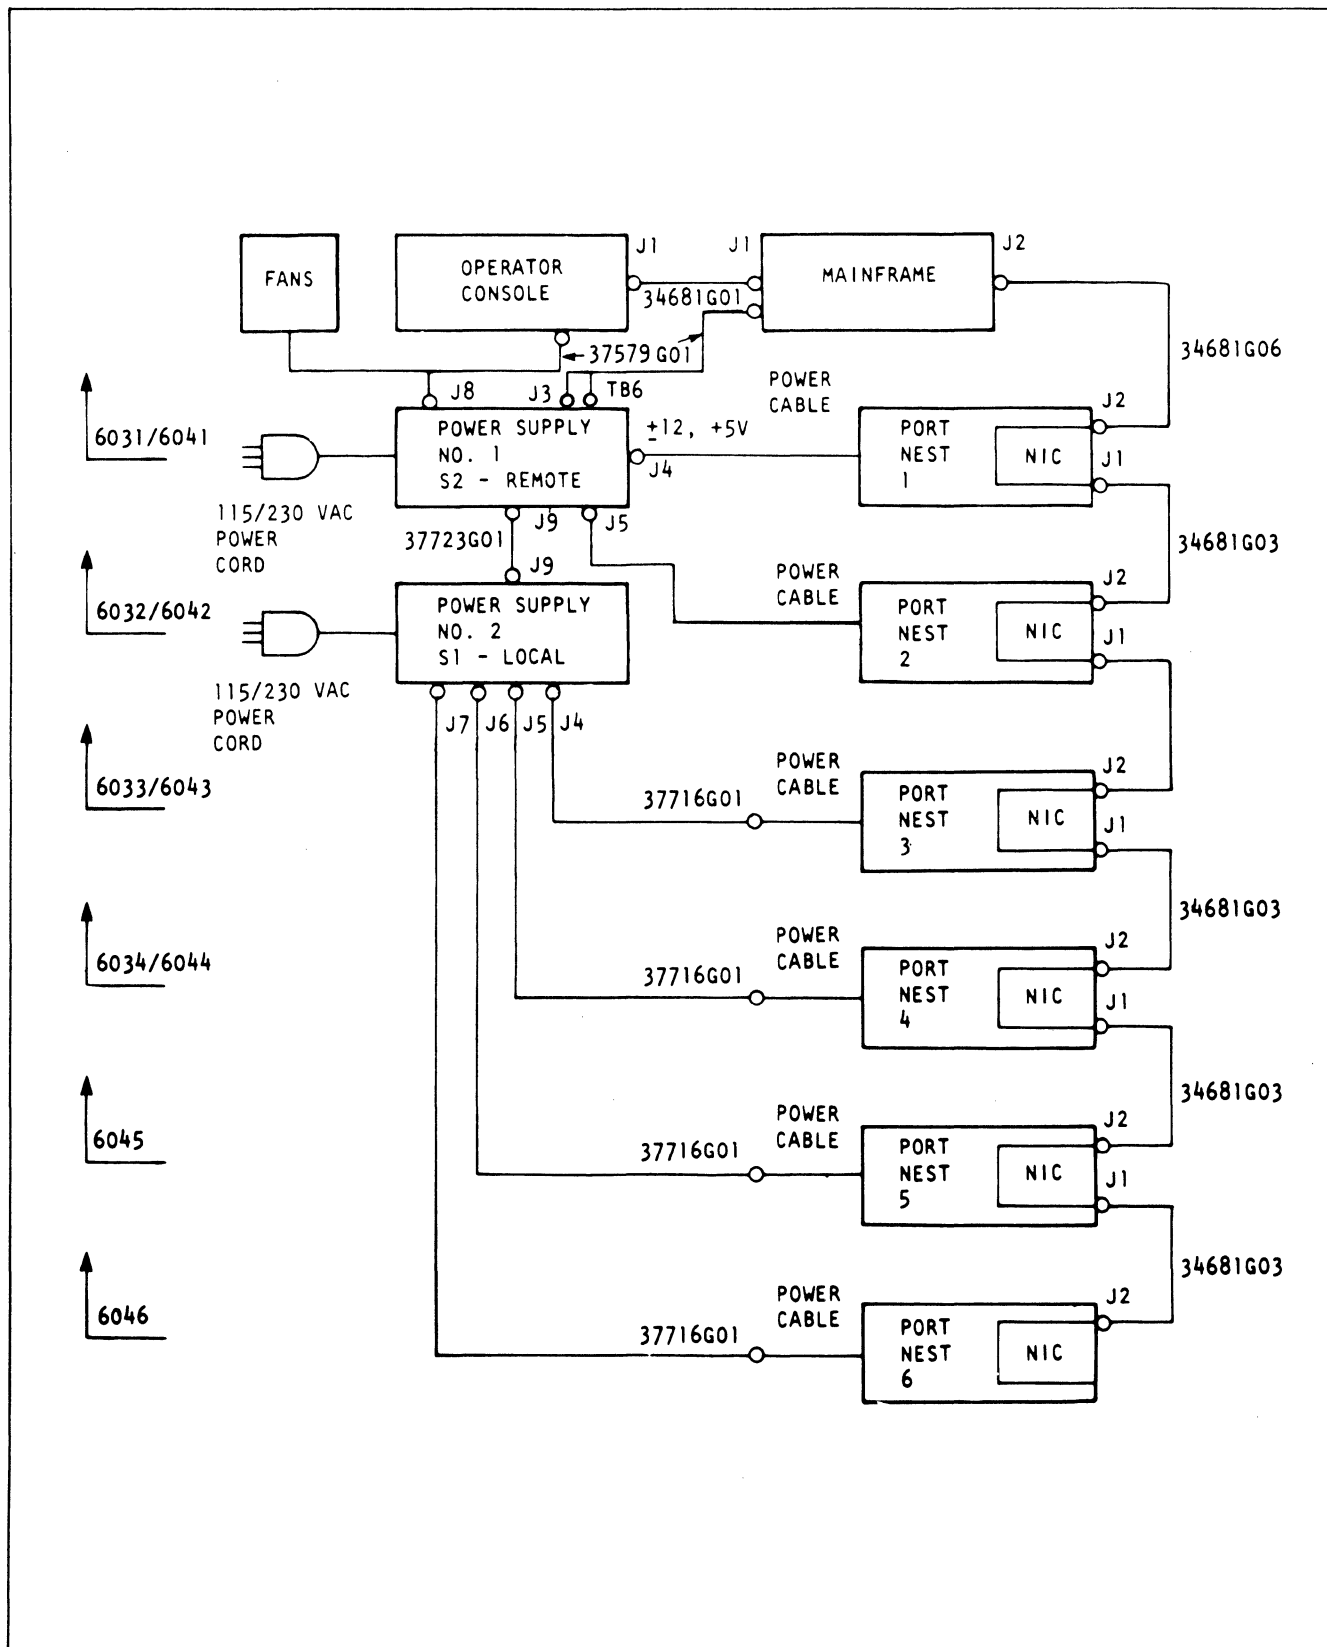 FANS
OPERATOR
CONSOLE
J1
J1
MAINFRAME
J2
34681G01
37579G01
34681G06
J8
J3
TB6
POWER
CABLE
6031/6041
POWER SUPPLY
NO. 1
S2 - REMOTE
±12, +5V
J4
PORT
NEST
1
NIC
J2
J1
115/230 VAC
POWER
CORD
37723G01
J9
J5
34681G03
J9
6032/6042
POWER SUPPLY
NO. 2
S1 - LOCAL
POWER
CABLE
PORT
NEST
2
NIC
J2
J1
115/230 VAC
POWER
CORD
J7
J6
J5
J4
6033/6043
37716G01
POWER
CABLE
PORT
NEST
3
NIC
J2
J1
34681G03
6034/6044
37716G01
POWER
CABLE
PORT
NEST
4
NIC
J2
J1
34681G03
6045
37716G01
POWER
CABLE
PORT
NEST
5
NIC
J2
J1
34681G03
6046
37716G01
POWER
CABLE
PORT
NEST
6
NIC
J2